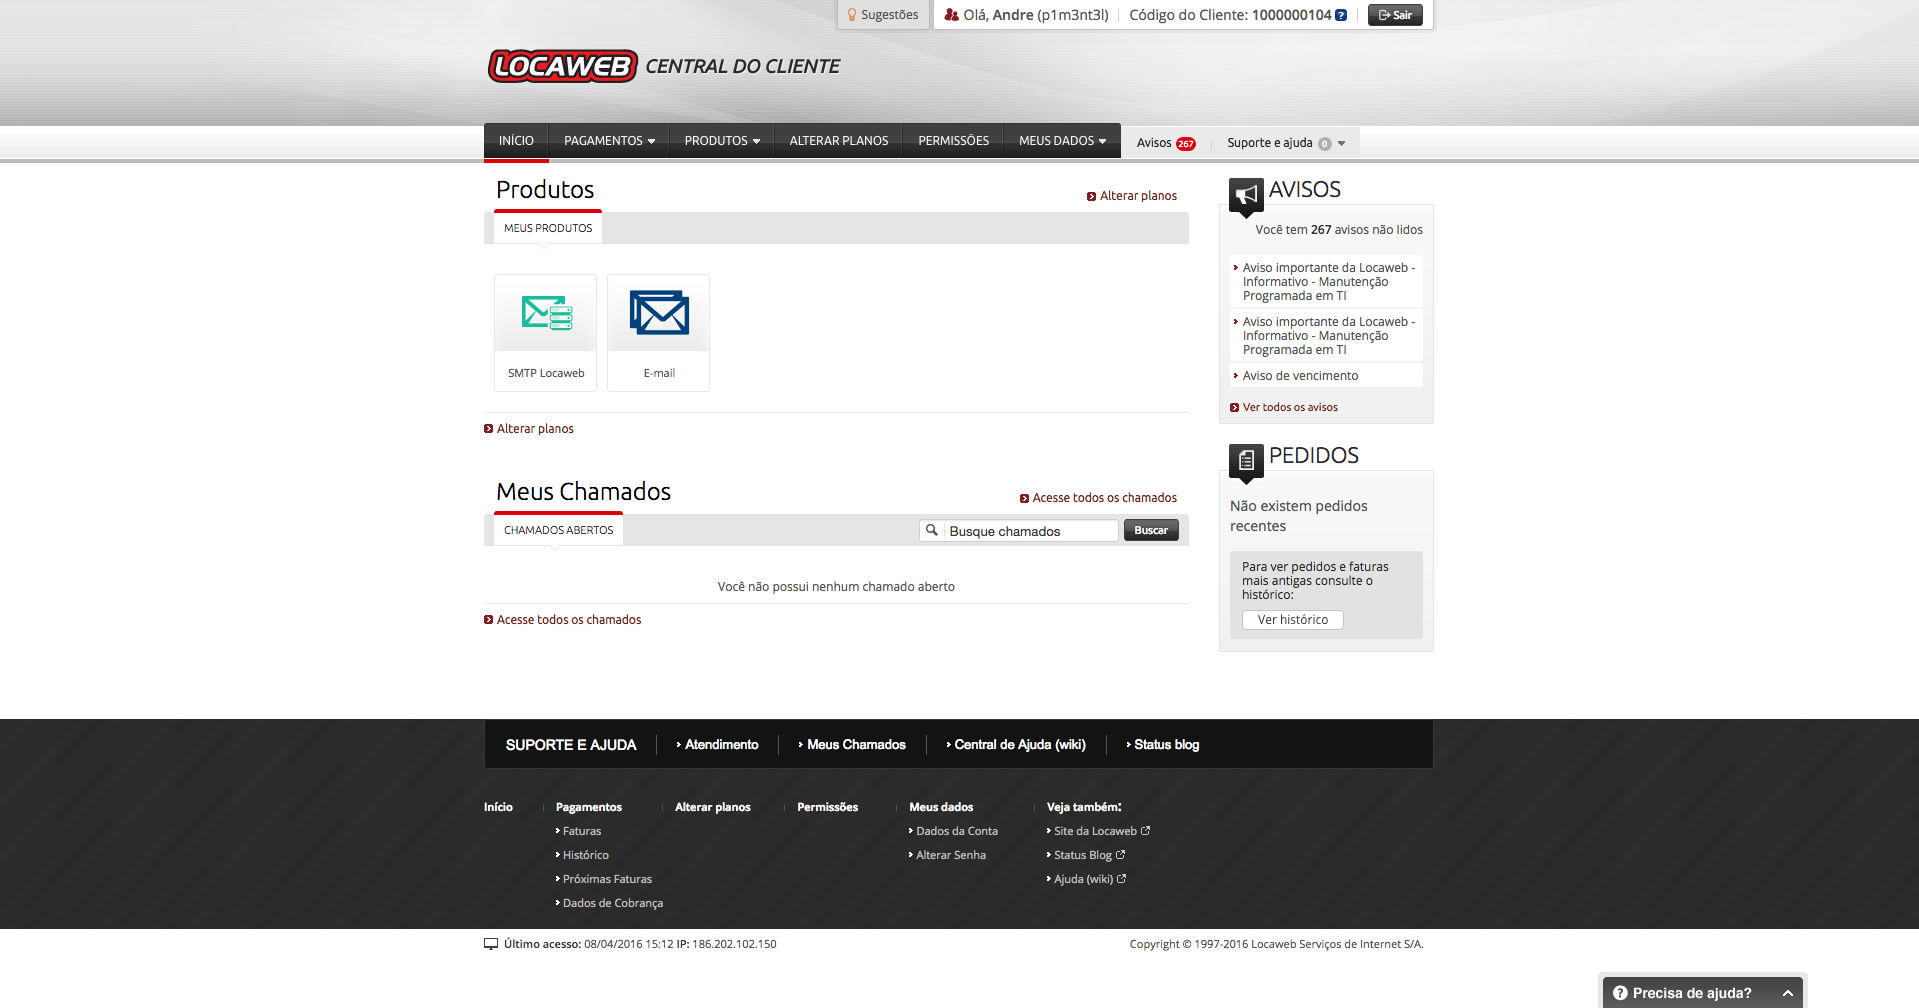 Sugestões
Olá, Andre (p1m3nt3l)
Código do Cliente: 1000000104 ?
Sair
LOCAWEB CENTRAL DO CLIENTE
INÍCIO
PAGAMENTOS
PRODUTOS
ALTERAR PLANOS
PERMISSÕES
MEUS DADOS
Avisos 267
Suporte e ajuda 0
Produtos
Alterar planos
MEUS PRODUTOS
SMTP Locaweb
E-mail
Alterar planos
Meus Chamados
Acesse todos os chamados
CHAMADOS ABERTOS
Busque chamados
Buscar
Você não possui nenhum chamado aberto
Acesse todos os chamados
AVISOS
Você tem 267 avisos não lidos
Aviso importante da Locaweb -
Informativo - Manutenção
Programada em TI
Aviso importante da Locaweb -
Informativo - Manutenção
Programada em TI
Aviso de vencimento
Ver todos os avisos
PEDIDOS
Não existem pedidos
recentes
Para ver pedidos e faturas
mais antigas consulte o
histórico:
Ver histórico
SUPORTE E AJUDA
Atendimento
Meus Chamados
Central de Ajuda (wiki)
Status blog
Início
Pagamentos
Faturas
Histórico
Próximas Faturas
Dados de Cobrança
Alterar planos
Permissões
Meus dados
Dados da Conta
Alterar Senha
Veja também:
Site da Locaweb
Status Blog
Ajuda (wiki)
Último acesso: 08/04/2016 15:12 IP: 186.202.102.150
Copyright © 1997-2016 Locaweb Serviços de Internet S/A.
? Precisa de ajuda?